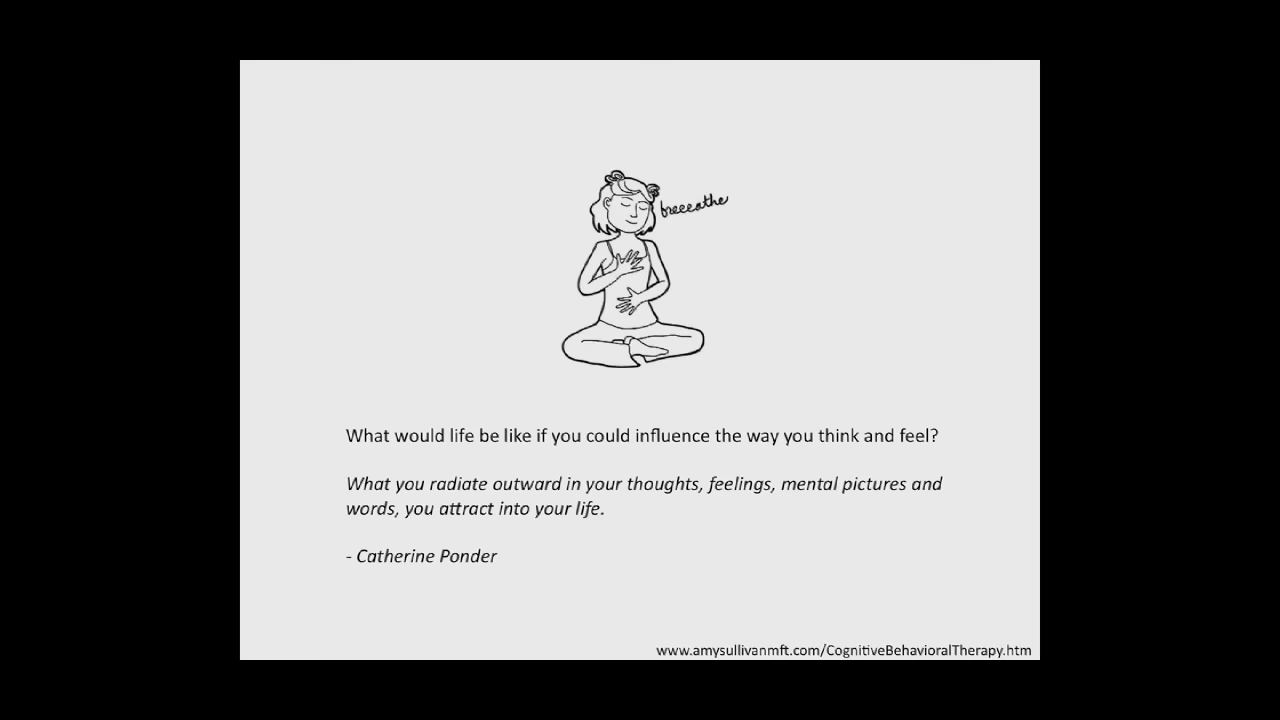 breeeathe
What would life be like if you could influence the way you think and feel?
What you radiate outward in your thoughts, feelings, mental pictures and
words, you attract into your life.
- Catherine Ponder
www.amysullivanmft.com/CognitiveBehavioralTherapy.htm